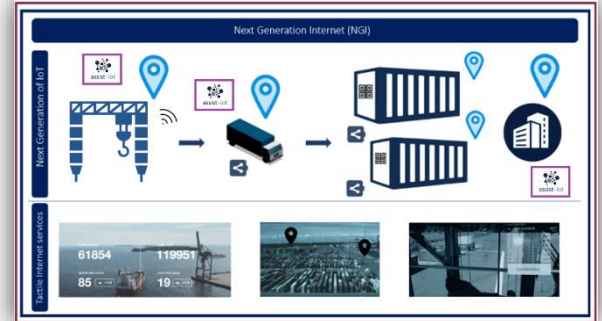 Next Generation Internet (NGI)
Next Generation of IoT
assist-iot
assist-iot
assist-iot
Tactile Internet services
61854
119951
85
19